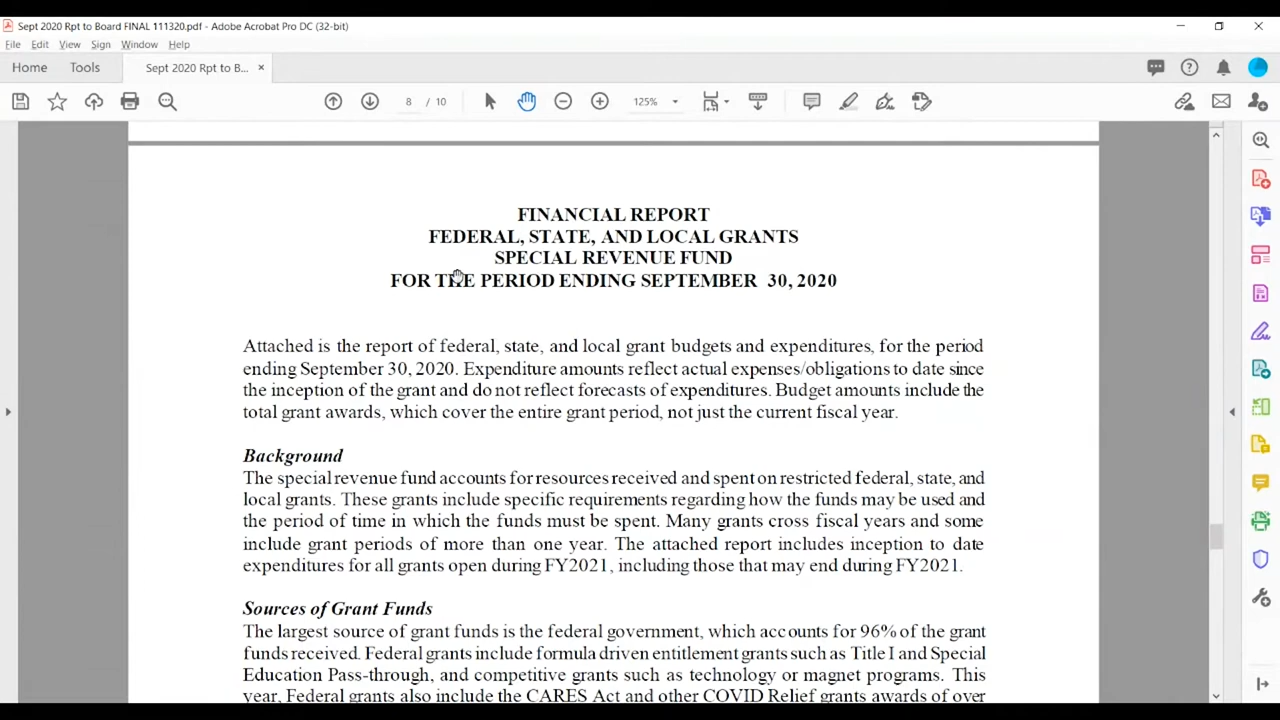 Sept 2020 Rpt to Board FINAL 111320.pdf - Adobe Acrobat Pro DC (32-bit)
File Edit View Sign Window Help
Home Tools Sept 2020 Rpt to B... ×
8 / 10 125%
FINANCIAL REPORT
FEDERAL, STATE, AND LOCAL GRANTS
SPECIAL REVENUE FUND
FOR THE PERIOD ENDING SEPTEMBER 30, 2020
Attached is the report of federal, state, and local grant budgets and expenditures, for the period
ending September 30, 2020. Expenditure amounts reflect actual expenses/obligations to date since
the inception of the grant and do not reflect forecasts of expenditures. Budget amounts include the
total grant awards, which cover the entire grant period, not just the current fiscal year.
Background
The special revenue fund accounts for resources received and spent on restricted federal, state, and
local grants. These grants include specific requirements regarding how the funds may be used and
the period of time in which the funds must be spent. Many grants cross fiscal years and some
include grant periods of more than one year. The attached report includes inception to date
expenditures for all grants open during FY2021, including those that may end during FY2021.
Sources of Grant Funds
The largest source of grant funds is the federal government, which accounts for 96% of the grant
funds received. Federal grants include formula driven entitlement grants such as Title I and Special
Education Pass-through, and competitive grants such as technology or magnet programs. This
year, Federal grants also include the CARES Act and other COVID Relief grants awards of over